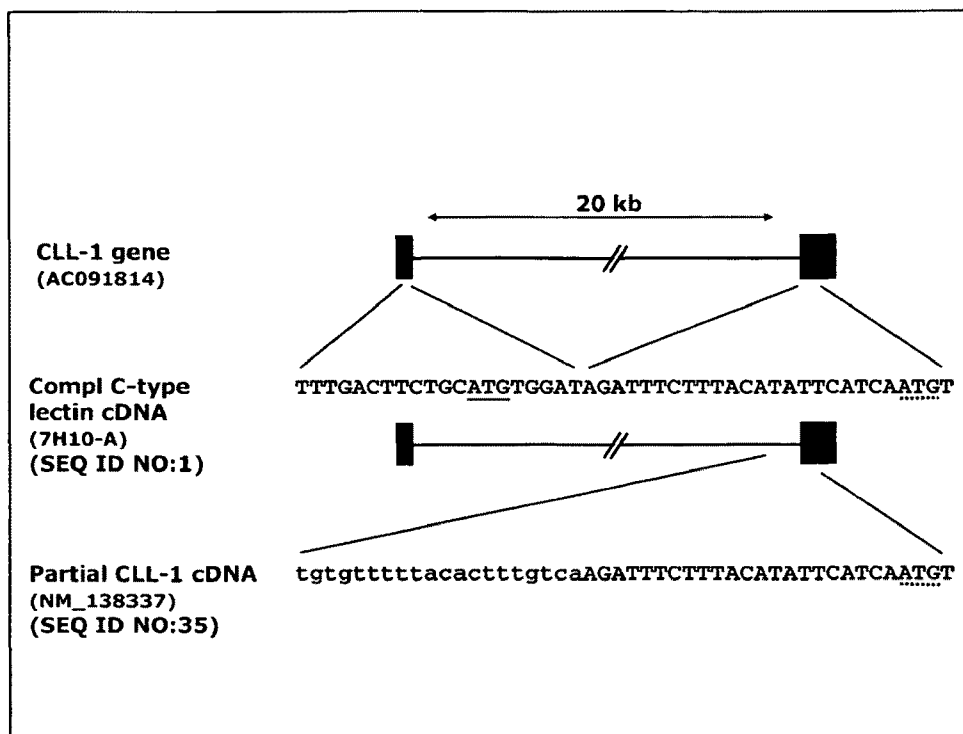 20 kb
CLL-1 gene
(AC091814)
Compl C-type
lectin cDNA
(7H10-A)
(SEQ ID NO:1)
TTTGACTTCTGCATGTGGATAGATTTCTTTACATATTCATCAATGT
Partial CLL-1 cDNA
(NM_138337)
(SEQ ID NO:35)
tgtgtttttacactttgtcaAGATTTCTTTACATATTCATCAATGT